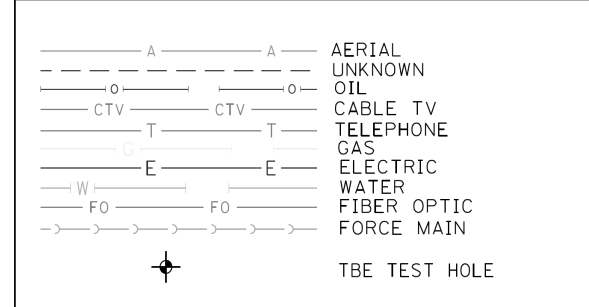 A A AERIAL
UNKNOWN
O O OIL
CTV CTV CABLE TV
T T TELEPHONE
G GAS
E E ELECTRIC
W WATER
FO FO FIBER OPTIC
FORCE MAIN
TBE TEST HOLE